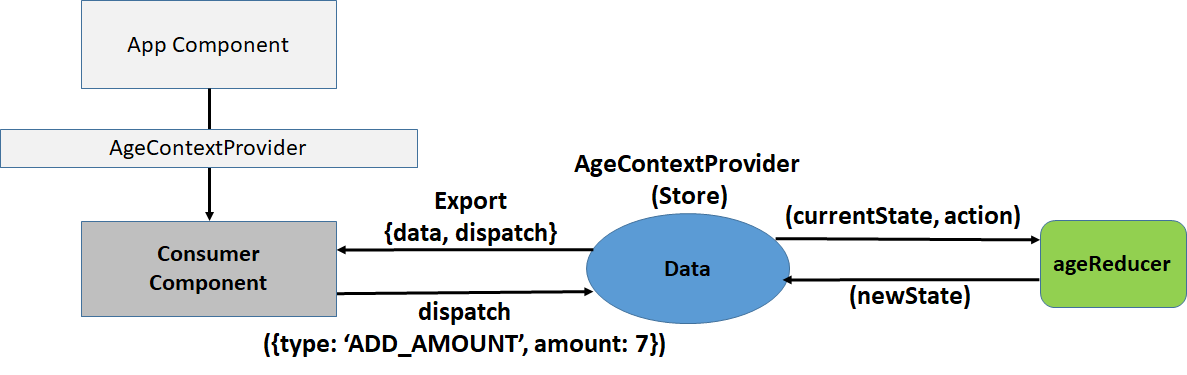 App Component
AgeContextProvider
AgeContextProvider
(Store)
Export
{data, dispatch}
(currentState, action)
Consumer
Component
Data
ageReducer
(newState)
dispatch
({type: ‘ADD_AMOUNT’, amount: 7})